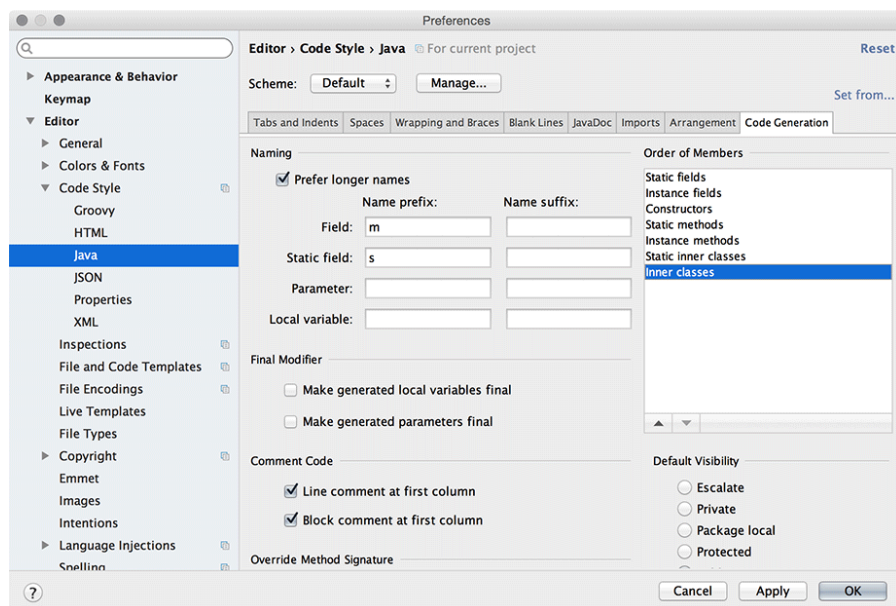 Preferences
Editor › Code Style › Java For current project Reset
Scheme: Default Manage...
Set from...
Appearance & Behavior
Keymap
Editor
General
Colors & Fonts
Code Style
Groovy
HTML
Java
JSON
Properties
XML
Inspections
File and Code Templates
File Encodings
Live Templates
File Types
Copyright
Emmet
Images
Intentions
Language Injections
Spelling
Tabs and Indents Spaces Wrapping and Braces Blank Lines JavaDoc Imports Arrangement Code Generation
Naming
Prefer longer names
Name prefix: Name suffix:
Field: m
Static field: s
Parameter:
Local variable:
Final Modifier
Make generated local variables final
Make generated parameters final
Comment Code
Line comment at first column
Block comment at first column
Override Method Signature
Order of Members
Static fields
Instance fields
Constructors
Static methods
Instance methods
Static inner classes
Inner classes
Default Visibility
Escalate
Private
Package local
Protected
? Cancel Apply OK